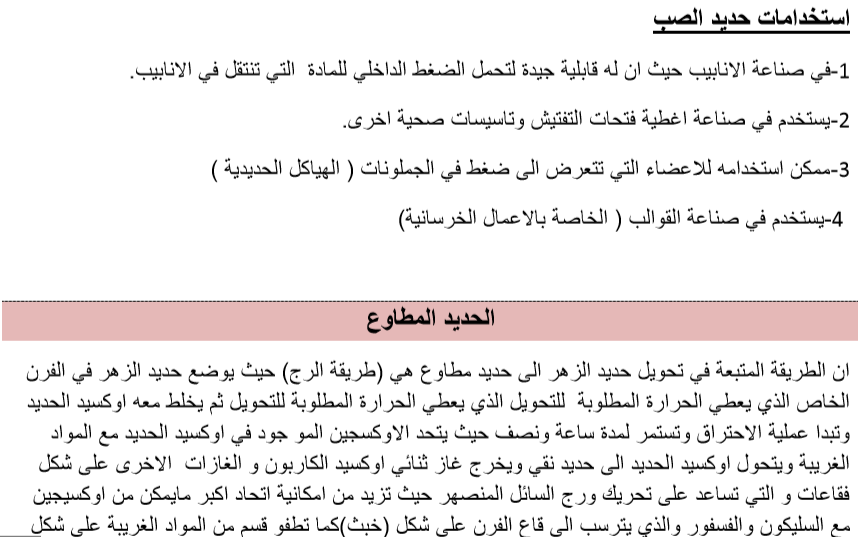 استخدامات حديد الصب
1-في صناعة الانابيب حيث ان له قابلية جيدة لتحمل الضغط الداخلي للمادة التي تنتقل في الانابيب.
2-يستخدم في صناعة اغطية فتحات التفتيش وتاسيسات صحية اخرى.
3-ممكن استخدامه للاعضاء التي تتعرض الى ضغط في الجملونات ( الهياكل الحديدية )
4-يستخدم في صناعة القوالب ( الخاصة بالاعمال الخرسانية)
الحديد المطاوع
ان الطريقة المتبعة في تحويل حديد الزهر الى حديد مطاوع هي (طريقة الرج) حيث يوضع حديد الزهر في الفرن
الخاص الذي يعطي الحرارة المطلوبة للتحويل الذي يعطي الحرارة المطلوبة للتحويل ثم يخلط معه اوكسيد الحديد
وتبدا عملية الاحتراق وتستمر لمدة ساعة ونصف حيث يتحد الاوكسجين المو جود في اوكسيد الحديد مع المواد
الغريبة ويتحول اوكسيد الحديد الى حديد نقي ويخرج غاز ثنائي اوكسيد الكاربون و الغازات الاخرى على شكل
فقاعات و التي تساعد على تحريك ورج السائل المنصهر حيث تزيد من امكانية اتحاد اكبر مايمكن من اوكسيجين
مع السليكون والفسفور والذي يترسب الى قاع الفرن على شكل (خبث)كما تطفو قسم من المواد الغريبة على شكل